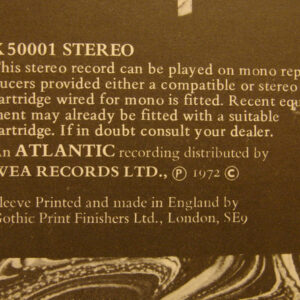 K 50001 STEREO
This stereo record can be played on mono rep
ucers provided either a compatible or stereo
artridge wired for mono is fitted. Recent equ
ment may already be fitted with a suitable
artridge. If in doubt consult your dealer.
An ATLANTIC recording distributed by
WEA RECORDS LTD., Ⓟ 1972 ©
Sleeve Printed and made in England by
Gothic Print Finishers Ltd., London, SE9